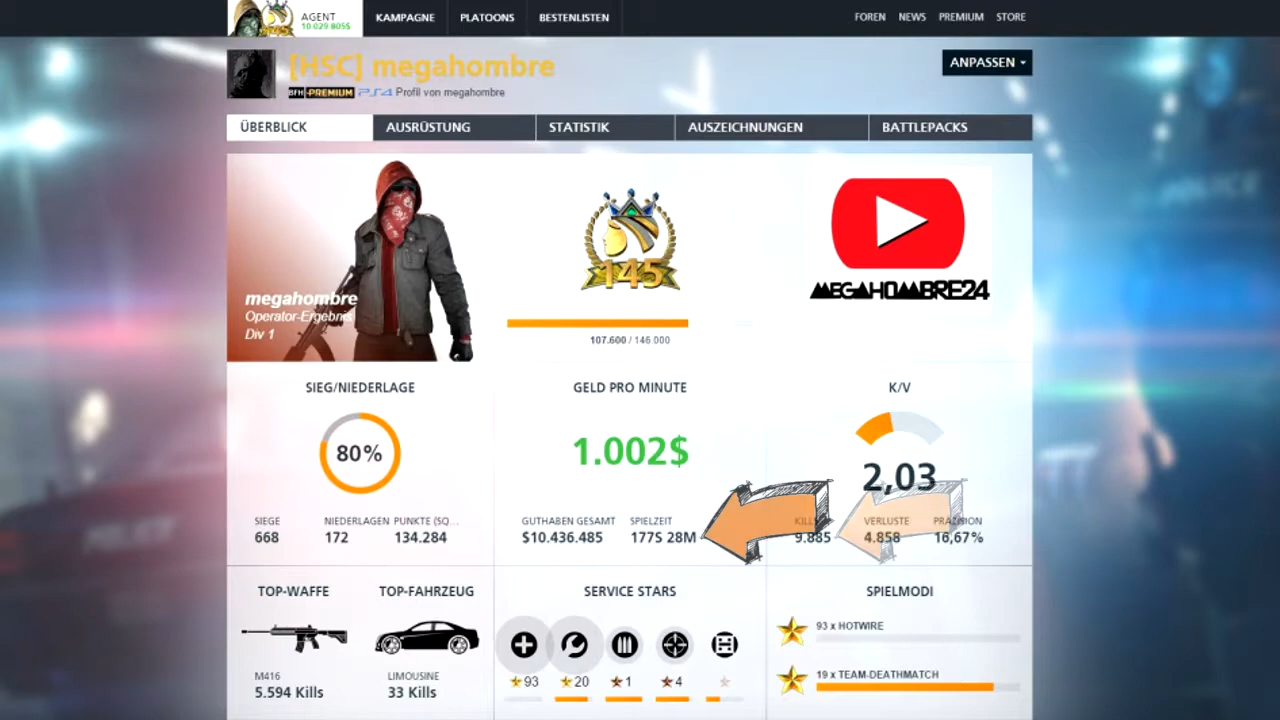 AGENT
10 029 805$
KAMPAGNE
PLATOONS
BESTENLISTEN
FOREN
NEWS
PREMIUM
STORE
145
[HSC] megahombre
ANPASSEN
BFH PREMIUM PS4 Profil von megahombre
ÜBERBLICK
AUSRÜSTUNG
STATISTIK
AUSZEICHNUNGEN
BATTLEPACKS
megahombre
Operator-Ergebnis
Div 1
145
107.600 / 146 000
MEGAHOMBRE24
SIEG/NIEDERLAGE
GELD PRO MINUTE
K/V
80%
1.002$
2,03
SIEGE
NIEDERLAGEN
PUNKTE (SQ...
GUTHABEN GESAMT
SPIELZEIT
KILLS
VERLUSTE
PRÄZISION
668
172
134.284
$10.436.485
177S 28M
9.885
4.858
16,67%
TOP-WAFFE
TOP-FAHRZEUG
SERVICE STARS
SPIELMODI
M416
5.594 Kills
LIMOUSINE
33 Kills
93
20
1
4
93 x HOTWIRE
19 x TEAM-DEATHMATCH
POLICE